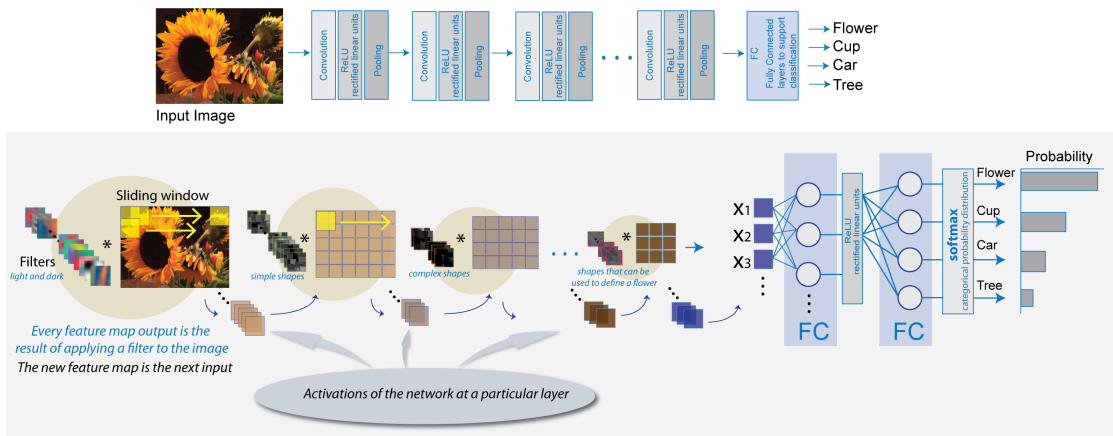 Input Image
Convolution
ReLU
rectified linear units
Pooling
Convolution
ReLU
rectified linear units
Pooling
Convolution
ReLU
rectified linear units
Pooling
Convolution
ReLU
rectified linear units
Pooling
FC
Fully Connected
layers to support
classification
Flower
Cup
Car
Tree
Sliding window
Filters
light and dark
*
simple shapes
*
complex shapes
*
shapes that can be
used to define a flower
*
Every feature map output is the
result of applying a filter to the image
The new feature map is the next input
Activations of the network at a particular layer
x1
x2
x3
FC
ReLU
rectified linear units
FC
softmax
categorical probability distribution
Probability
Flower
Cup
Car
Tree